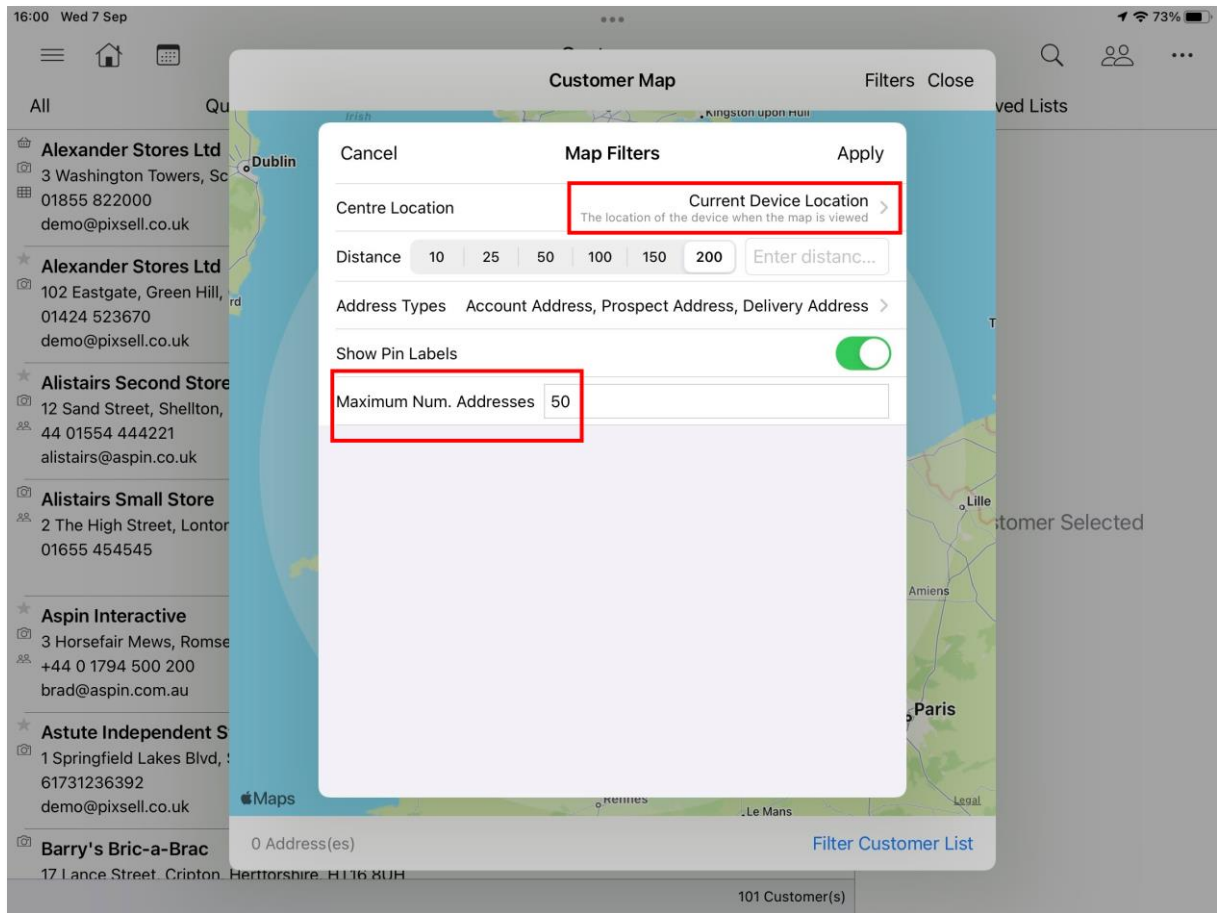 16:00 Wed 7 Sep
73%
Customer Map
Filters Close
All
Lists
Kingston upon Hull
Irish
Dublin
Cancel
Map Filters
Apply
Centre Location
Current Device Location
The location of the device when the map is viewed
Distance 10 25 50 100 150 200 Enter distanc...
Address Types Account Address, Prospect Address, Delivery Address
Show Pin Labels
Maximum Num. Addresses 50
Alexander Stores Ltd
3 Washington Towers, Sc
01855 822000
demo@pixsell.co.uk
Alexander Stores Ltd
102 Eastgate, Green Hill,
01424 523670
demo@pixsell.co.uk
Alistairs Second Store
12 Sand Street, Shellton,
44 01554 444221
alistairs@aspin.co.uk
Alistairs Small Store
2 The High Street, Lontor
01655 454545
Aspin Interactive
3 Horsefair Mews, Romse
+44 0 1794 500 200
brad@aspin.com.au
Astute Independent S
1 Springfield Lakes Blvd,
61731236392
demo@pixsell.co.uk
Barry's Bric-a-Brac
17 Lance Street, Cripton, Hertforshire, HT16 8UH
Lille
tomer Selected
Amiens
Paris
Maps
Rennes
Le Mans
Legal
0 Address(es)
Filter Customer List
101 Customer(s)